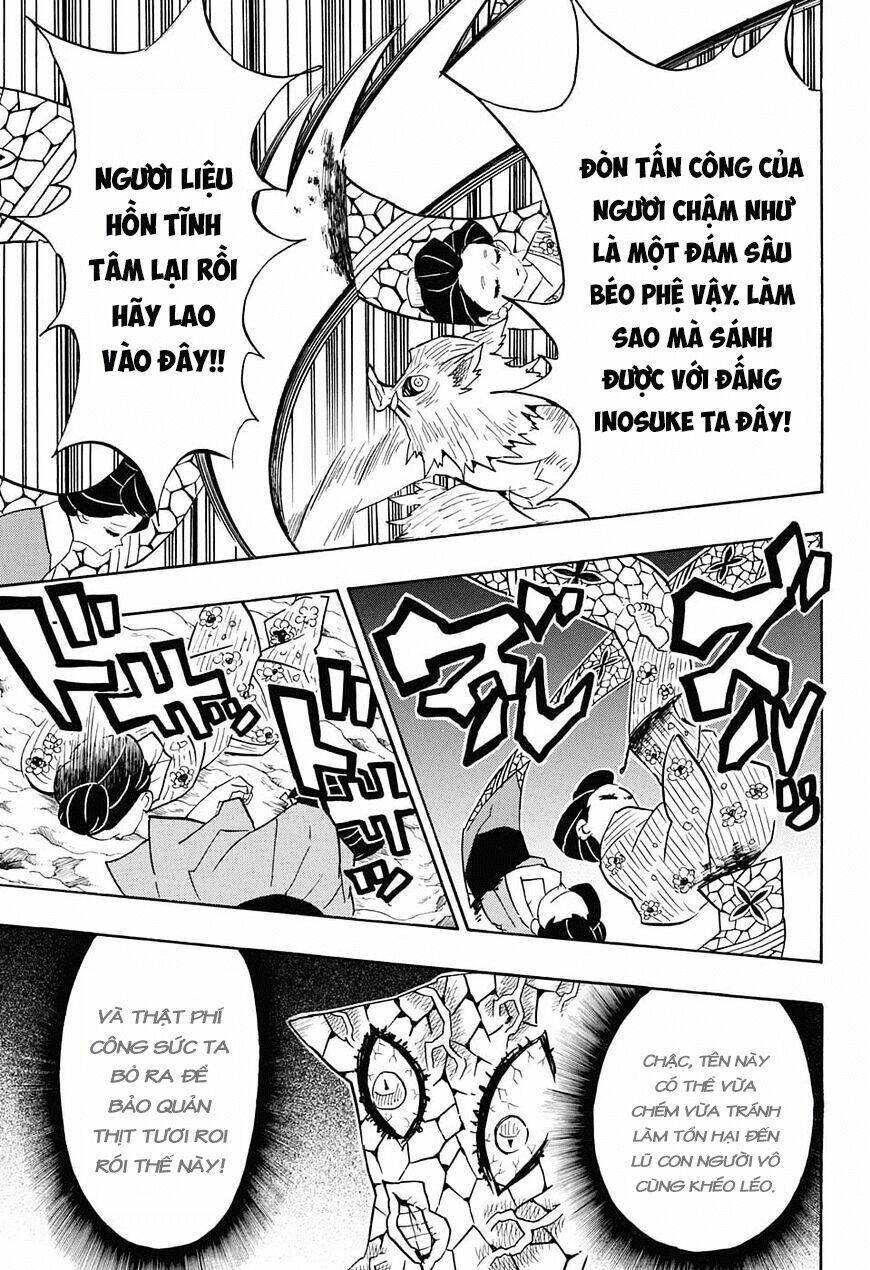 ĐÒN TẤN CÔNG CỦA
NGƯƠI CHẬM NHƯ
LÀ MỘT ĐÁM SÂU
BÉO PHỆ VẬY. LÀM
SAO MÀ SÁNH
ĐƯỢC VỚI ĐẤNG
INOSUKE TA ĐÂY!
NGƯƠI LIỆU
HỒN TĨNH
TÂM LẠI RỒI
HÃY LAO
VÀO ĐÂY!!
CHẬC, TÊN NÀY
CÓ THỂ VỪA
CHÉM VỪA TRÁNH
LÀM TỔN HẠI ĐẾN
LŨ CON NGƯỜI VÔ
CÙNG KHÉO LÉO.
VÀ THẬT PHÍ
CÔNG SỨC TA
BỎ RA ĐỂ
BẢO QUẢN
THỊT TƯƠI ROI
RÓI THẾ NÀY!